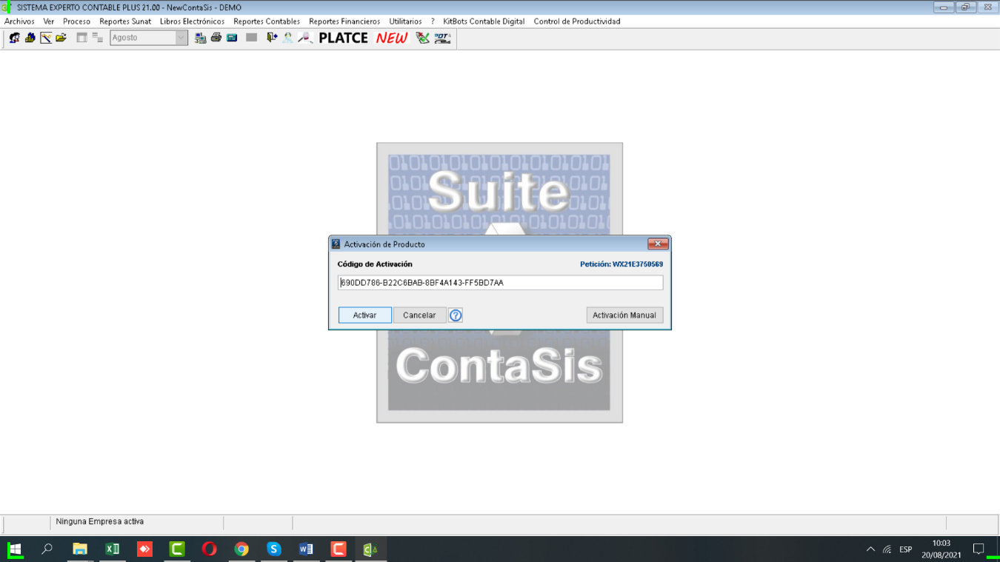 SISTEMA EXPERTO CONTABLE PLUS 21.00 - NewContaSis - DEMO
Archivos Ver Proceso Reportes Sunat Libros Electrónicos Reportes Contables Reportes Financieros Utilitarios ? KitBots Contable Digital Control de Productividad
Agosto PLATCE NEW
Suite
Activación de Producto
Código de Activación Petición: WX21E3750569
690DD786-B22C6BAB-8BF4A143-FF5BD7AA
Activar Cancelar ? Activación Manual
ContaSis
Ninguna Empresa activa
ESP
10:03
20/08/2021